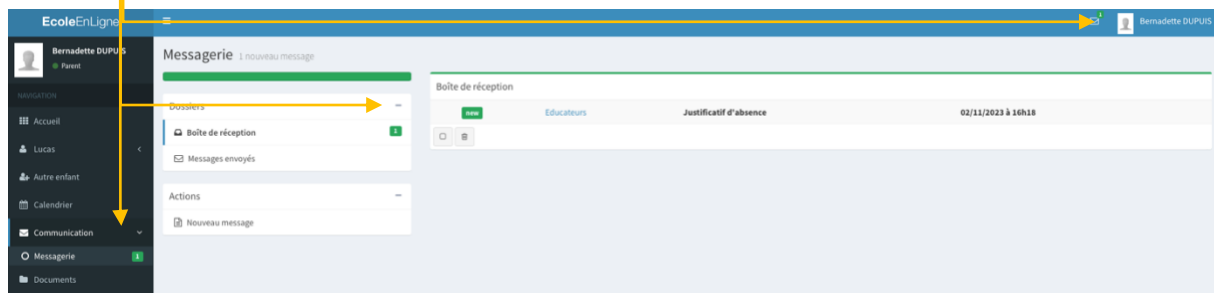 EcoleEnLigne
1
Bernadette DUPUIS
Bernadette DUPUIS
Parent
NAVIGATION
Accueil
Lucas
Autre enfant
Calendrier
Communication
Messagerie 1
Documents
Messagerie 1 nouveau message
Dossiers
Boîte de réception 1
Messages envoyés
Actions
Nouveau message
Boîte de réception
new Educateurs Justificatif d'absence 02/11/2023 à 16h18